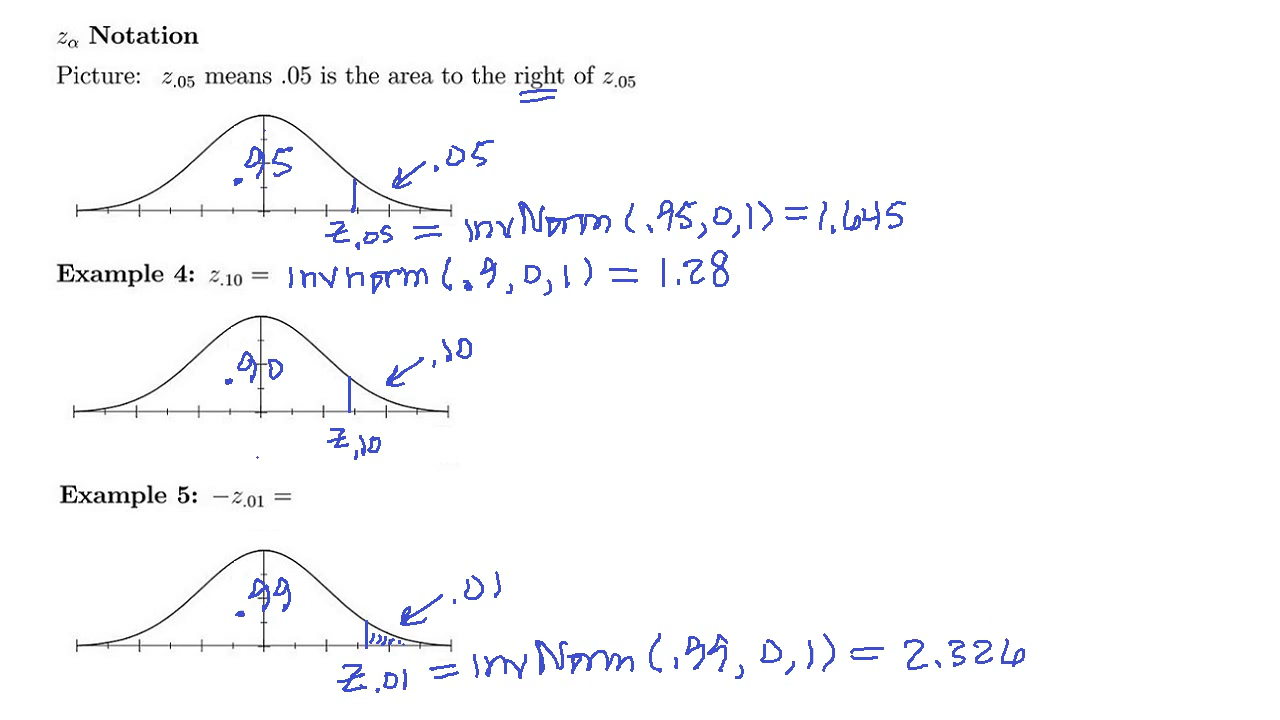 zα Notation
Picture: z.05 means .05 is the area to the right of z.05
.95
.05
z.05 = invNorm(.95,0,1)=1.645
Example 4: z.10 = invnorm(.9,0,1) = 1.28
.90
.10
z.10
Example 5: −z.01 =
.99
.01
z.01 = invNorm(.99,0,1) = 2.326